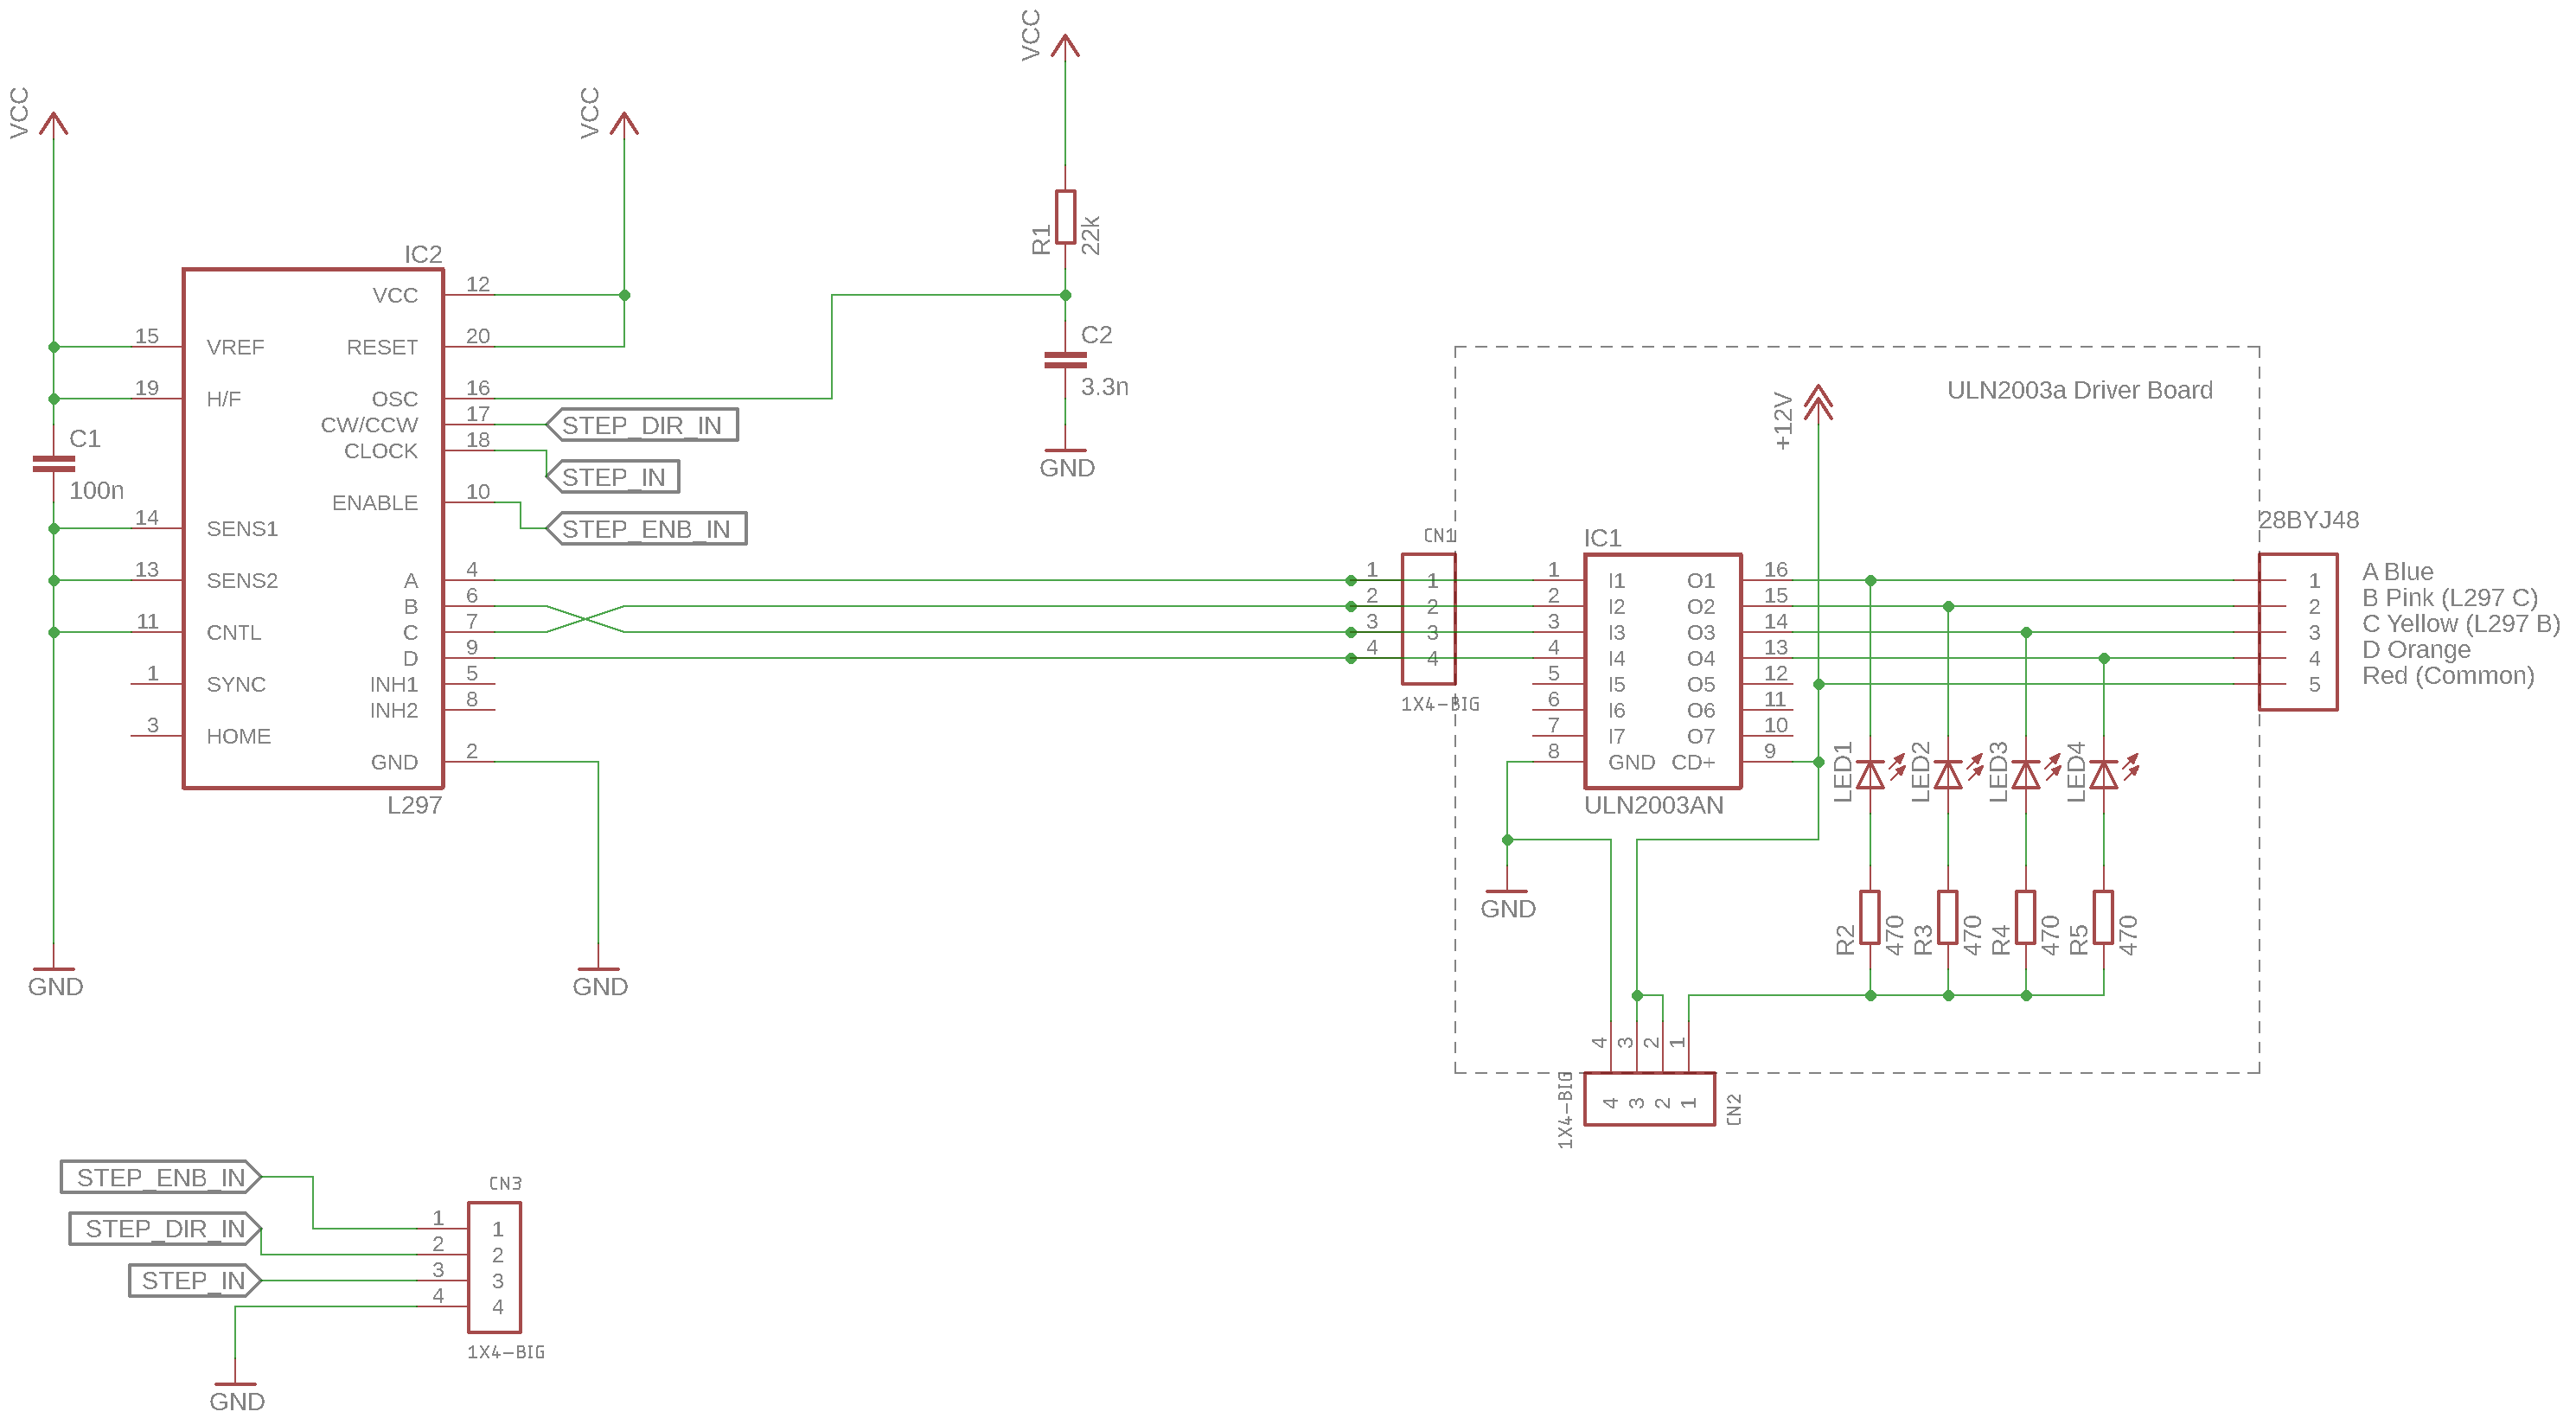 VCC
VCC
VCC
R1
22k
C2
3.3n
GND
IC2
12
VCC
20
RESET
16
OSC
17
CW/CCW
18
CLOCK
10
ENABLE
4
A
6
B
7
C
9
D
5
INH1
8
INH2
2
GND
15
VREF
19
H/F
14
SENS1
13
SENS2
11
CNTL
1
SYNC
3
HOME
L297
C1
100n
GND
GND
STEP_DIR_IN
STEP_IN
STEP_ENB_IN
ULN2003a Driver Board
+12V
CN1
1 1
2 2
3 3
4 4
1X4-BIG
IC1
1 I1 O1 16
2 I2 O2 15
3 I3 O3 14
4 I4 O4 13
5 I5 O5 12
6 I6 O6 11
7 I7 O7 10
8 GND CD+ 9
ULN2003AN
GND
28BYJ48
1
2
3
4
5
A Blue
B Pink (L297 C)
C Yellow (L297 B)
D Orange
Red (Common)
LED1
LED2
LED3
LED4
R2
470
R3
470
R4
470
R5
470
4 3 2 1
4 3 2 1
1X4-BIG
CN2
STEP_ENB_IN
STEP_DIR_IN
STEP_IN
CN3
1 1
2 2
3 3
4 4
1X4-BIG
GND